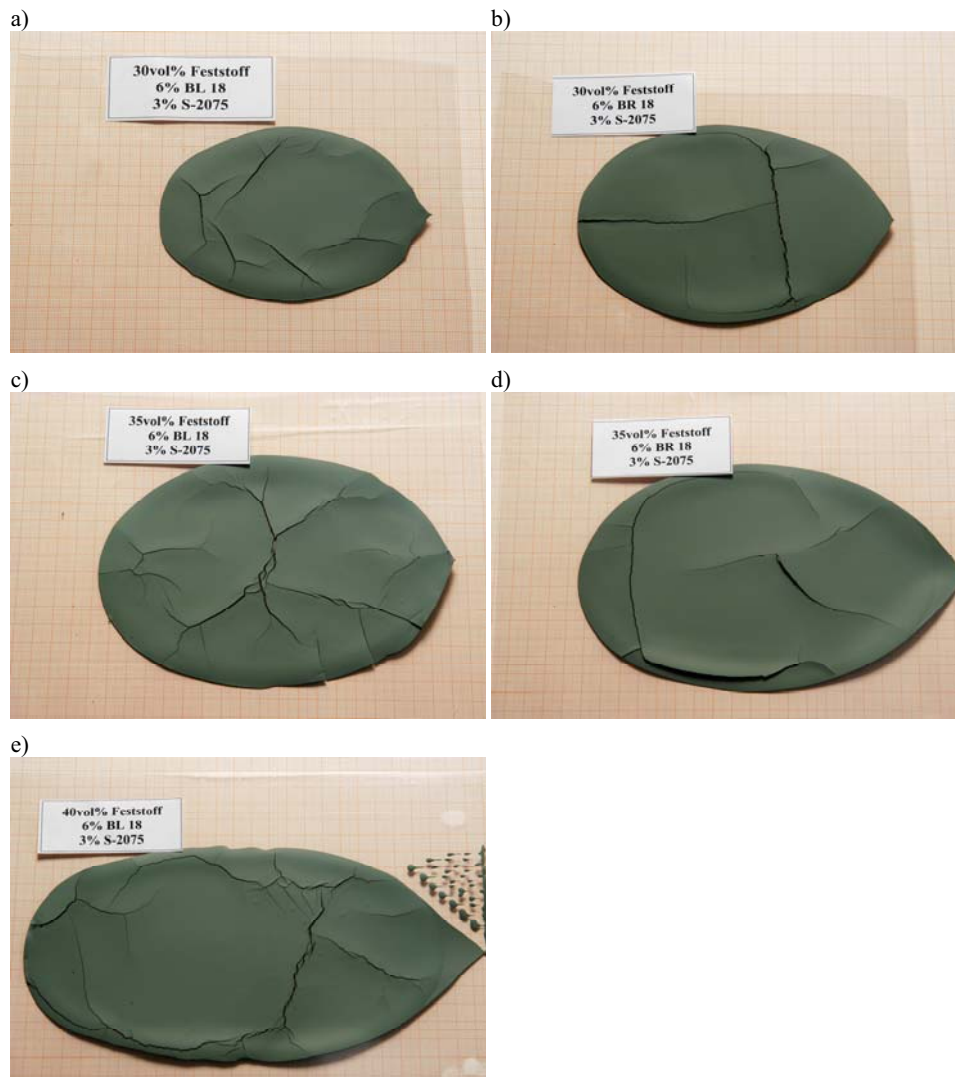 a)
b)
30vol% Feststoff
6% BL 18
3% S-2075
30vol% Feststoff
6% BR 18
3% S-2075
c)
d)
35vol% Feststoff
6% BL 18
3% S-2075
35vol% Feststoff
6% BR 18
3% S-2075
e)
40vol% Feststoff
6% BL 18
3% S-2075